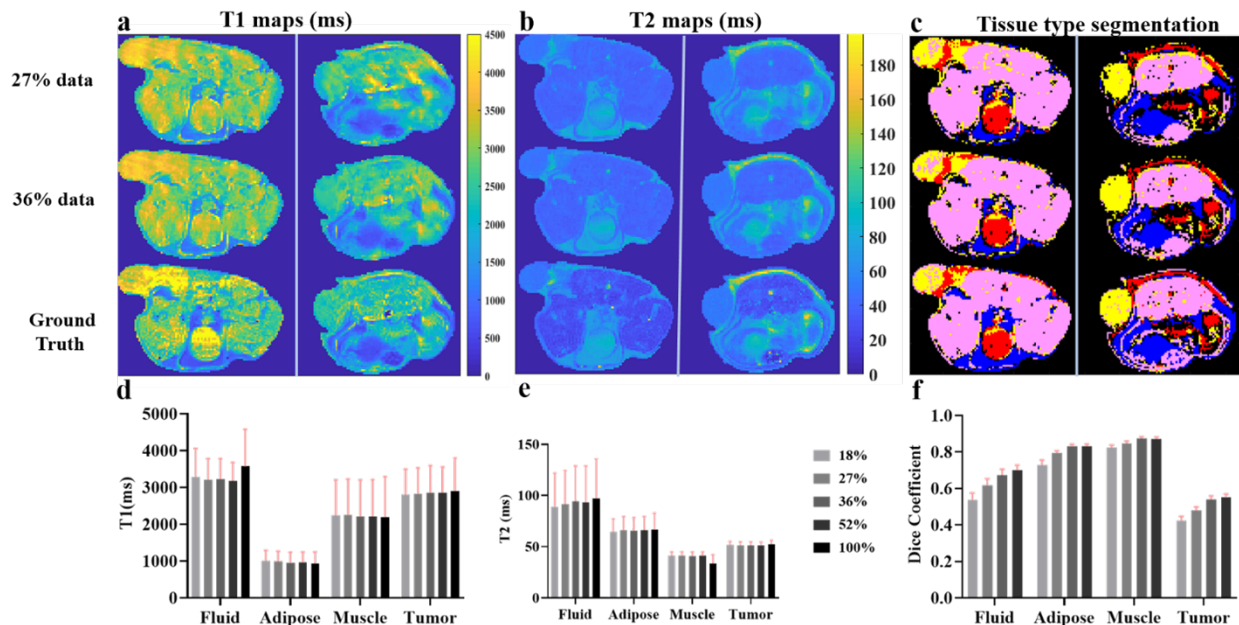 a
T1 maps (ms)
b
T2 maps (ms)
c
Tissue type segmentation
27% data
36% data
Ground
Truth
4500
4000
3500
3000
2500
2000
1500
1000
500
0
180
160
140
120
100
80
60
40
20
0
d
5000
4000
3000
2000
1000
0
T1(ms)
Fluid
Adipose
Muscle
Tumor
e
150
100
50
0
T2 (ms)
Fluid
Adipose
Muscle
Tumor
18%
27%
36%
52%
100%
f
1.0
0.8
0.6
0.4
0.2
0.0
Dice Coefficient
Fluid
Adipose
Muscle
Tumor